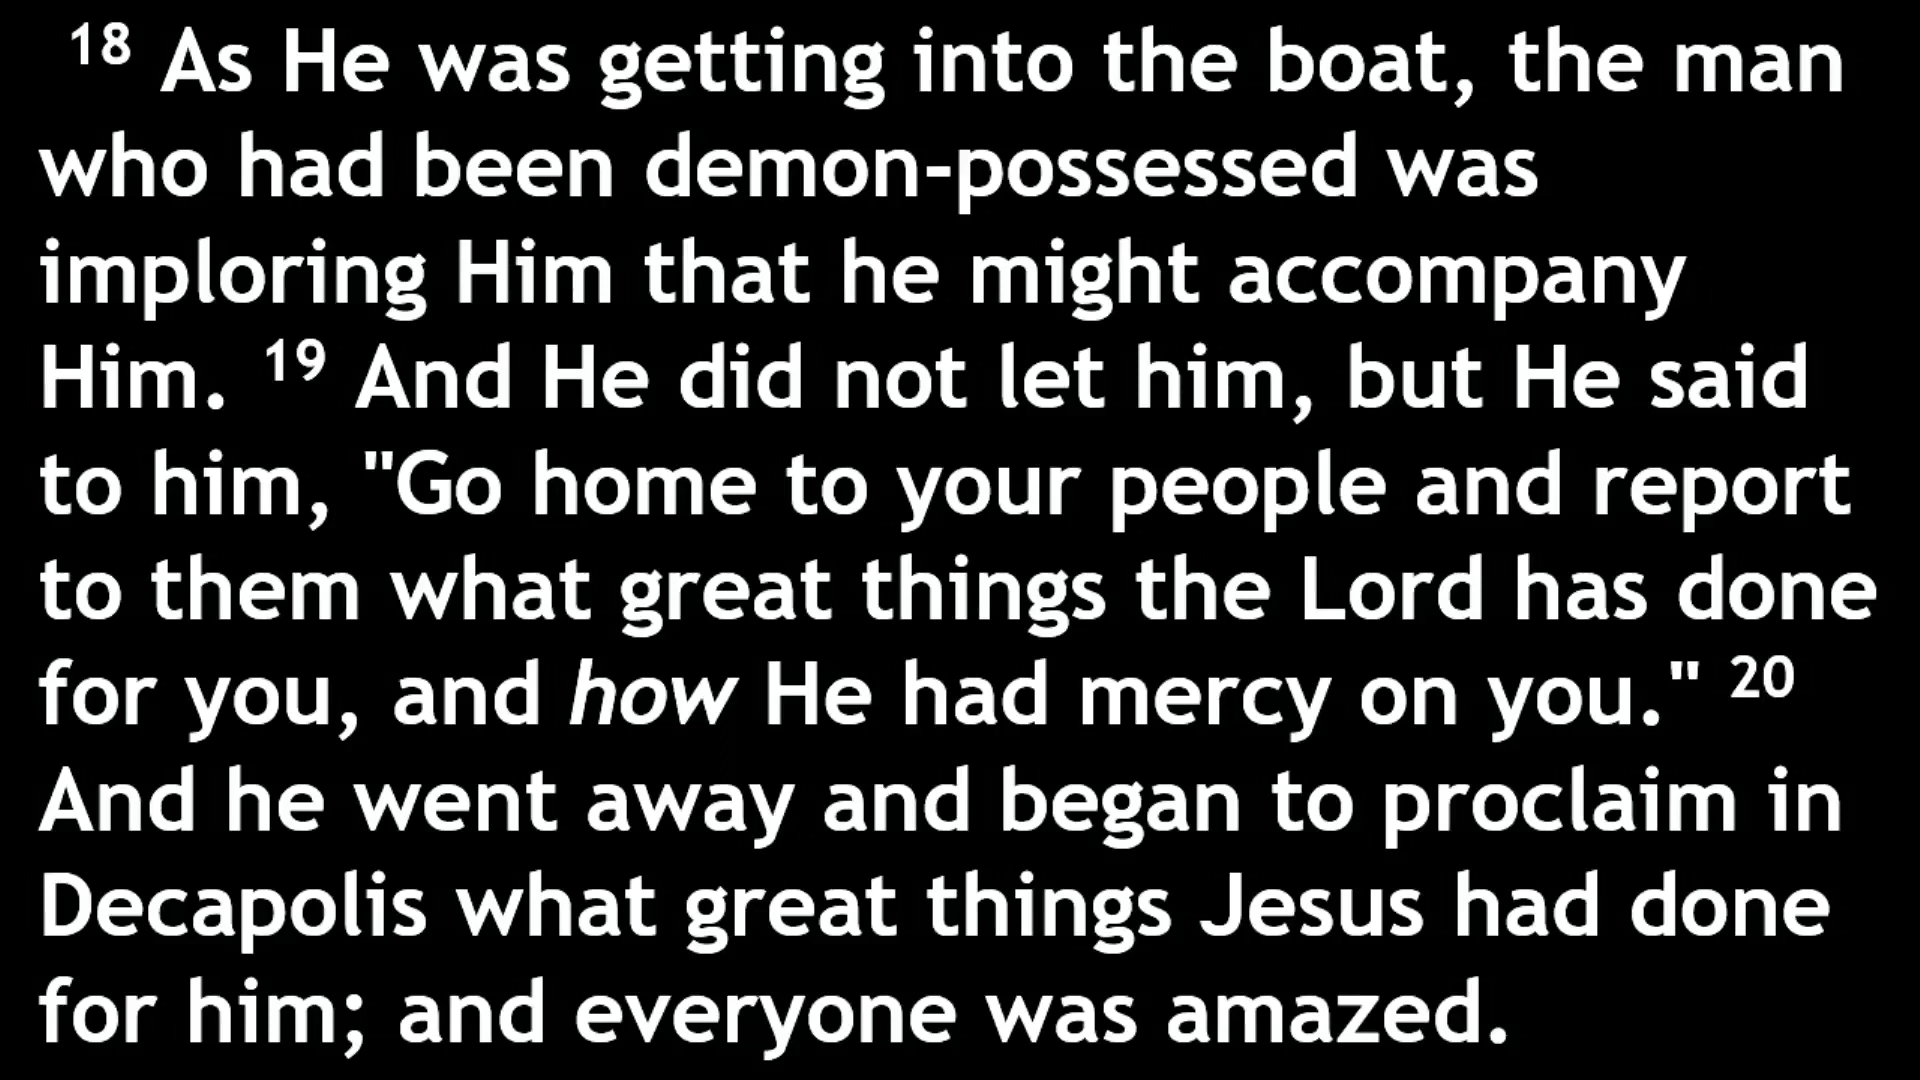 18 As He was getting into the boat, the man
who had been demon-possessed was
imploring Him that he might accompany
Him. 19 And He did not let him, but He said
to him, "Go home to your people and report
to them what great things the Lord has done
for you, and how He had mercy on you." 20
And he went away and began to proclaim in
Decapolis what great things Jesus had done
for him; and everyone was amazed.